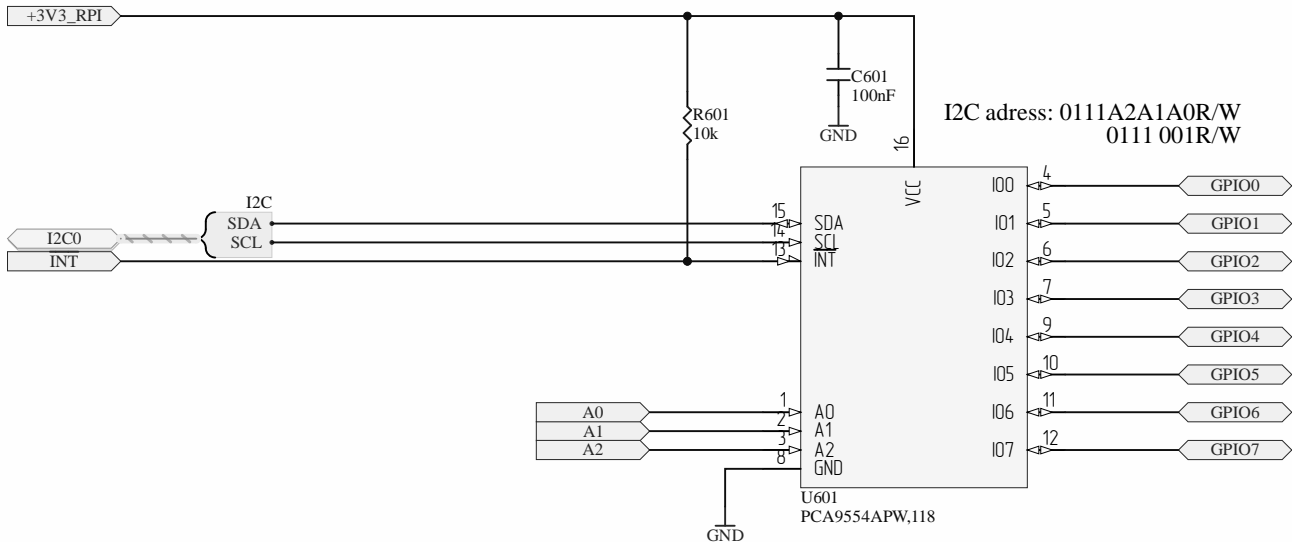 +3V3_RPI
C601
100nF
GND
R601
10k
I2C adress: 0111A2A1A0R/W
0111 001R/W
16
VCC
I2C
SDA
SCL
I2C0
INT
15
14
13
SDA
SCL
INT
IO0
4
GPIO0
IO1
5
GPIO1
IO2
6
GPIO2
IO3
7
GPIO3
IO4
9
GPIO4
IO5
10
GPIO5
IO6
11
GPIO6
IO7
12
GPIO7
A0
A1
A2
1
2
3
8
A0
A1
A2
GND
GND
U601
PCA9554APW,118